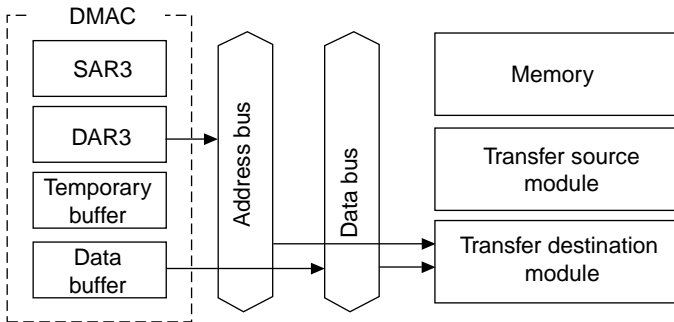 DMAC
SAR3
DAR3
Temporary
buffer
Data
buffer
Address bus
Data bus
Memory
Transfer source
module
Transfer destination
module